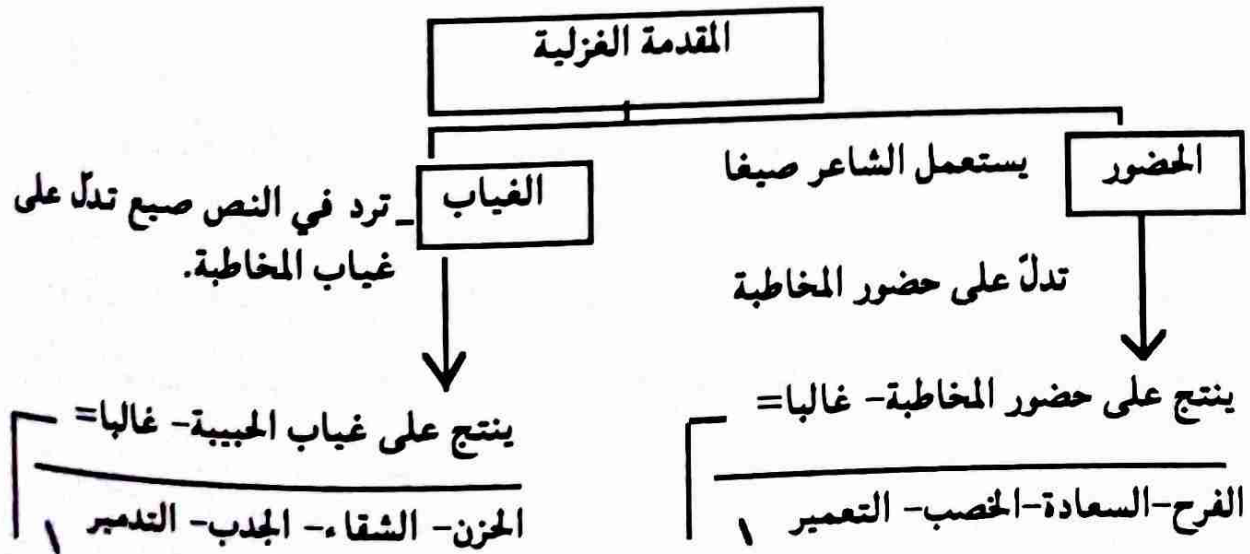 المقدمة الغزلية
الحضور
يستعمل الشاعر صيغا
تدلّ على حضور المخاطبة
ينتج على حضور المخاطبة- غالبا=
الفرح-السعادة-الخصب- التعمير
الغياب
_ ترد في النص صيع تدلّ على
غياب المخاطبة.
ينتج على غياب الحبيبة- غالبا=
الحزن- الشقاء- الجدب- التدمير